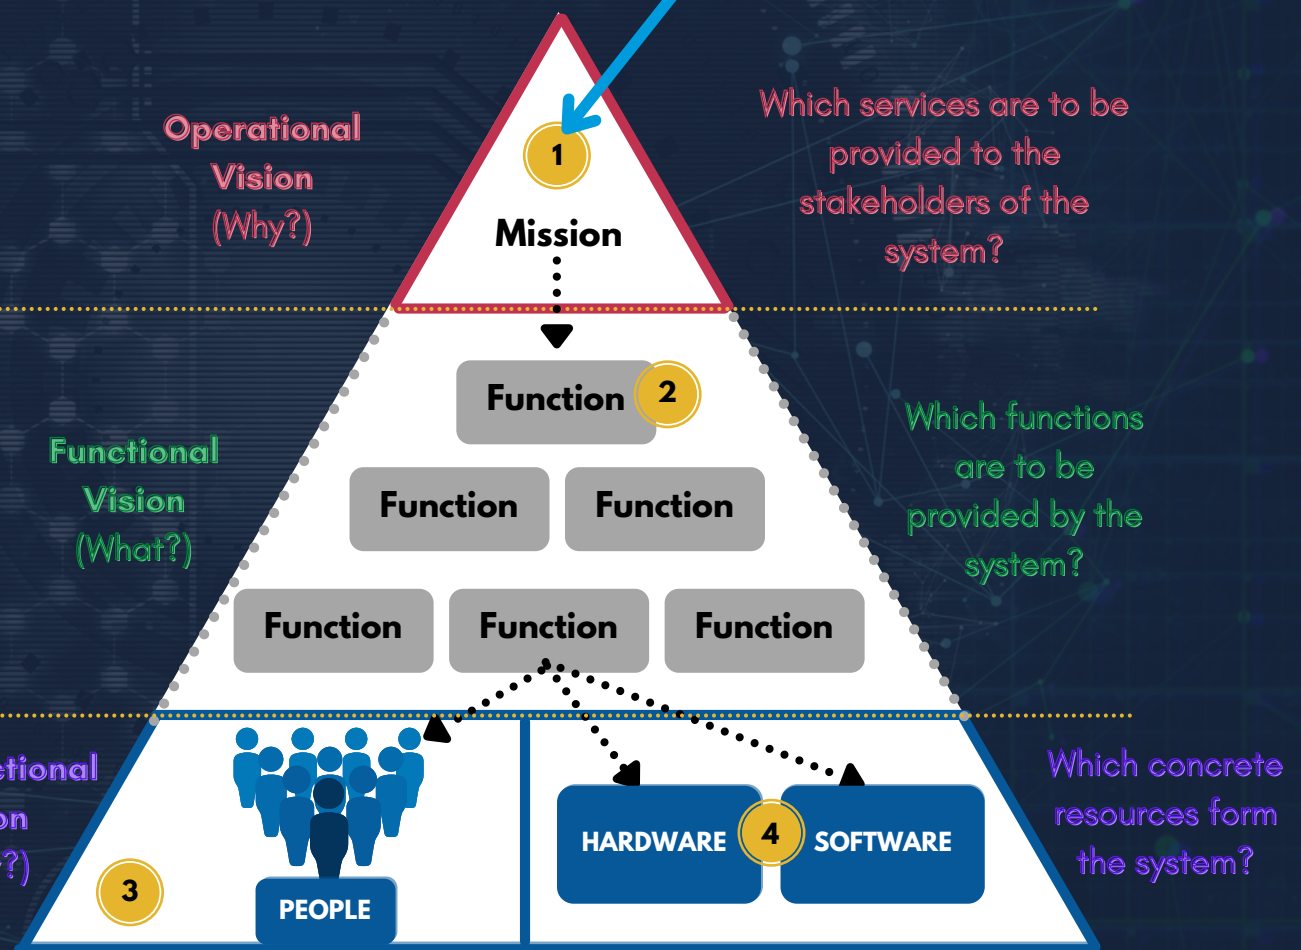 Operational
Vision
(Why?)
1
Mission
Which services are to be
provided to the
stakeholders of the
system?
Function
2
Function
Function
Function
Function
Function
Functional
Vision
(What?)
Which functions
are to be
provided by the
system?
ctional
on
?)
3
PEOPLE
HARDWARE
4
SOFTWARE
Which concrete
resources form
the system?